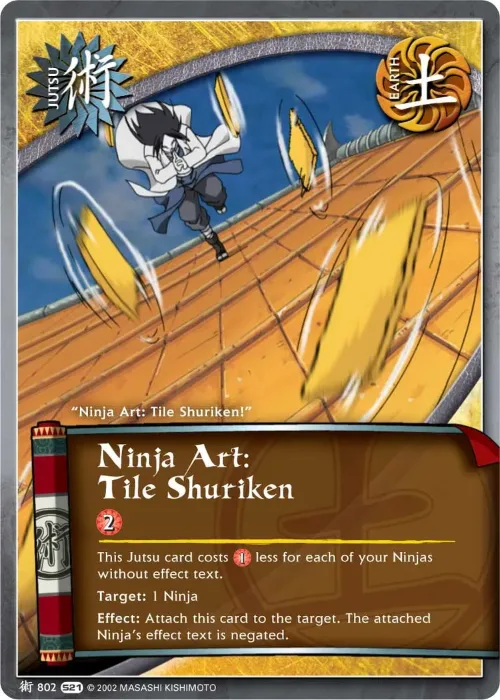 JUTSU 術
EARTH 土
"Ninja Art: Tile Shuriken!"
Ninja Art:
Tile Shuriken
2
術
This Jutsu card costs 1 less for each of your Ninjas
without effect text.
Target: 1 Ninja
Effect: Attach this card to the target. The attached
Ninja's effect text is negated.
術 802 S21 © 2002 MASASHI KISHIMOTO